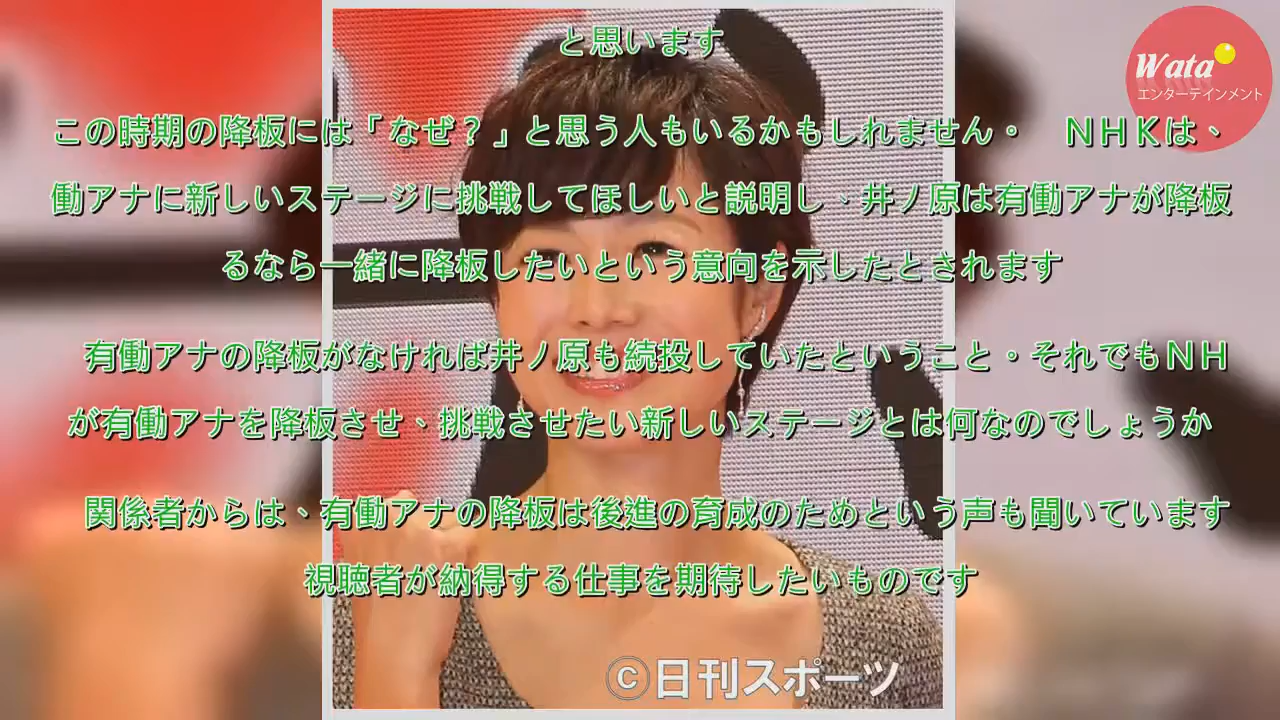 と思います
Wata
エンターテインメント
この時期の降板には「なぜ？」と思う人もいるかもしれません。　ＮＨＫは、
働アナに新しいステージに挑戦してほしいと説明し、井ノ原は有働アナが降板
るなら一緒に降板したいという意向を示したとされます
有働アナの降板がなければ井ノ原も続投していたということ。それでもＮＨ
が有働アナを降板させ、挑戦させたい新しいステージとは何なのでしょうか
関係者からは、有働アナの降板は後進の育成のためという声も聞いています
視聴者が納得する仕事を期待したいものです
©日刊スポーツ